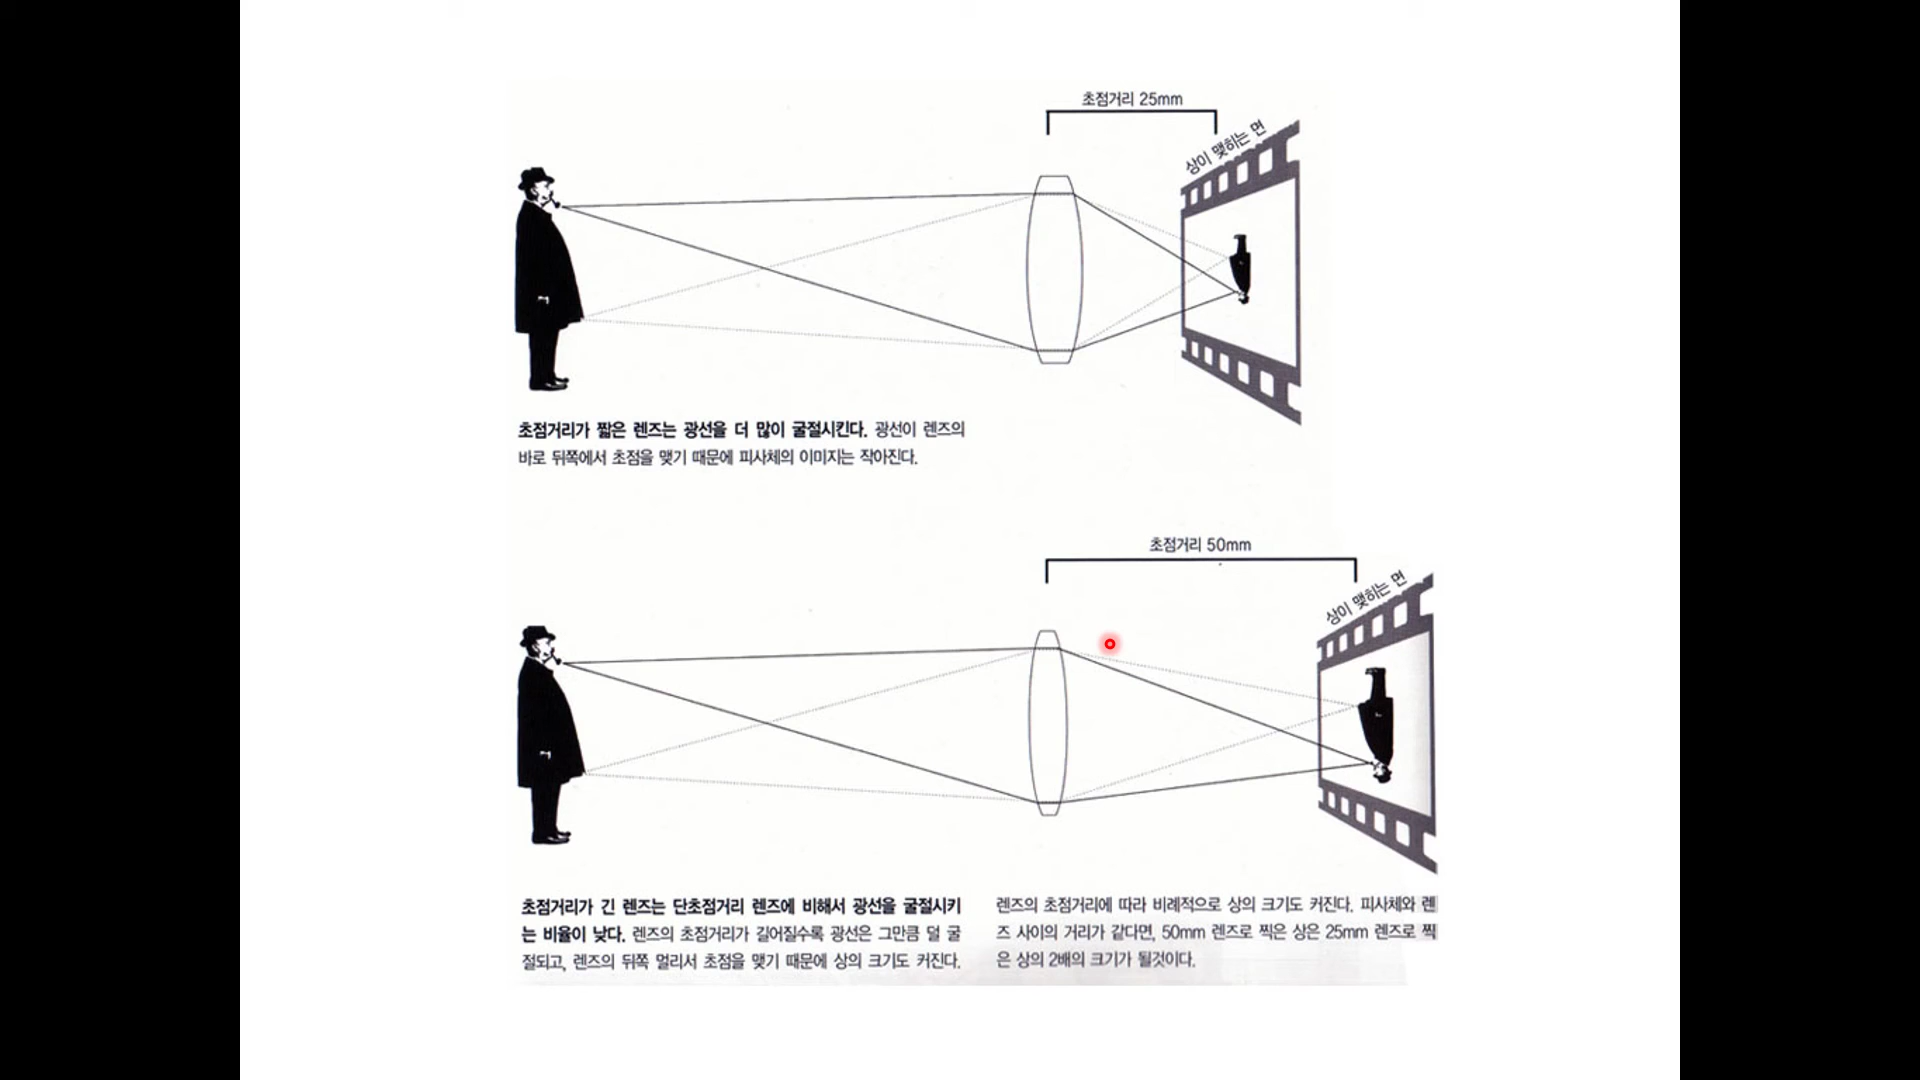 초점거리 25mm
상이 맺히는 면
초점거리가 짧은 렌즈는 광선을 더 많이 굴절시킨다. 광선이 렌즈의
바로 뒤쪽에서 초점을 맺기 때문에 피사체의 이미지는 작아진다.
초점거리 50mm
상이 맺히는 면
초점거리가 긴 렌즈는 단초점거리 렌즈에 비해서 광선을 굴절시키
는 비율이 낮다. 렌즈의 초점거리가 길어질수록 광선은 그만큼 덜 굴
절되고, 렌즈의 뒤쪽 멀리서 초점을 맺기 때문에 상의 크기도 커진다.
렌즈의 초점거리에 따라 비례적으로 상의 크기도 커진다. 피사체와 렌
즈 사이의 거리가 같다면, 50mm 렌즈로 찍은 상은 25mm 렌즈로 찍
은 상의 2배의 크기가 될것이다.